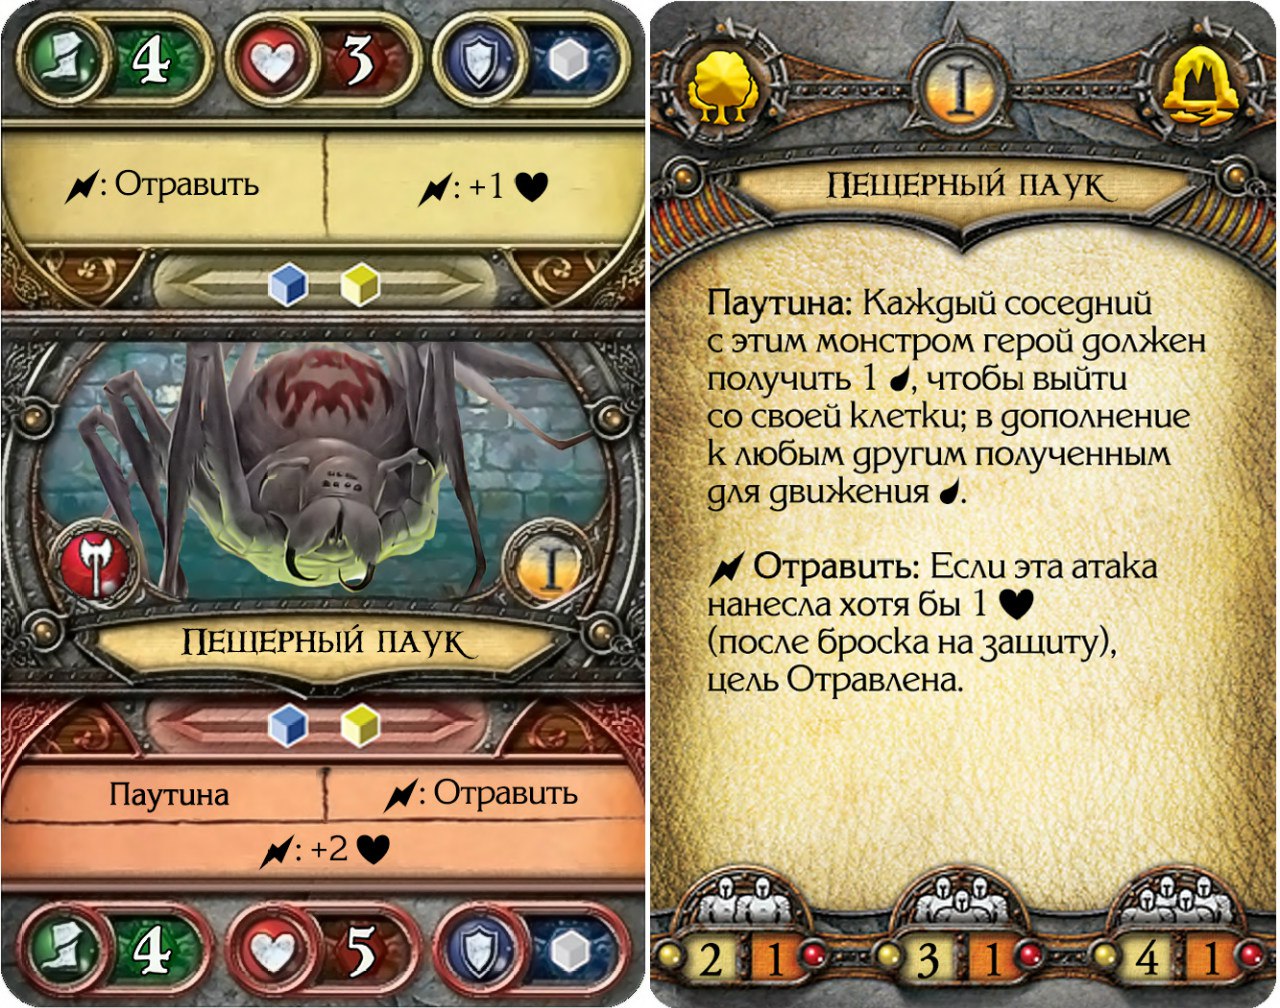 4 3
: Отравить : +1
I
Пещерный паук
Паутина : Отравить
: +2
4 5
I
Пещерный паук
Паутина: Каждый соседний
с этим монстром герой должен
получить 1 , чтобы выйти
со своей клетки; в дополнение
к любым другим полученным
для движения .
Отравить: Если эта атака
нанесла хотя бы 1
(после броска на защиту),
цель Отравлена.
2 1 3 1 4 1